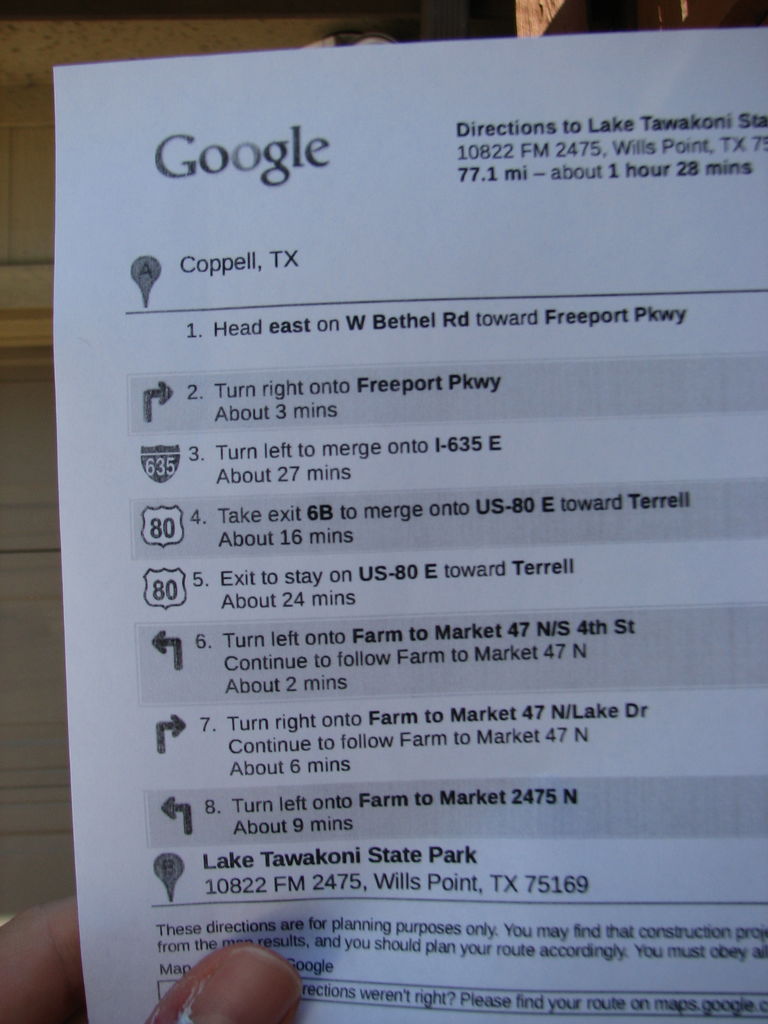 Google
Directions to Lake Tawakoni
10822 FM 2475, Wills Point, TX
77.1 mi – about 1 hour 28 mins
A
Coppell, TX
1. Head east on W Bethel Rd toward Freeport Pkwy
2. Turn right onto Freeport Pkwy
About 3 mins
635
3. Turn left to merge onto I-635 E
About 27 mins
80
4. Take exit 6B to merge onto US-80 E toward Terrell
About 16 mins
80
5. Exit to stay on US-80 E toward Terrell
About 24 mins
6. Turn left onto Farm to Market 47 N/S 4th St
Continue to follow Farm to Market 47 N
About 2 mins
7. Turn right onto Farm to Market 47 N/Lake Dr
Continue to follow Farm to Market 47 N
About 6 mins
8. Turn left onto Farm to Market 2475 N
About 9 mins
B
Lake Tawakoni State Park
10822 FM 2475, Wills Point, TX 75169
These directions are for planning purposes only. You may find that construction
from the map results, and you should plan your route accordingly. You must obey
Map Google
weren't right? Please find your route on